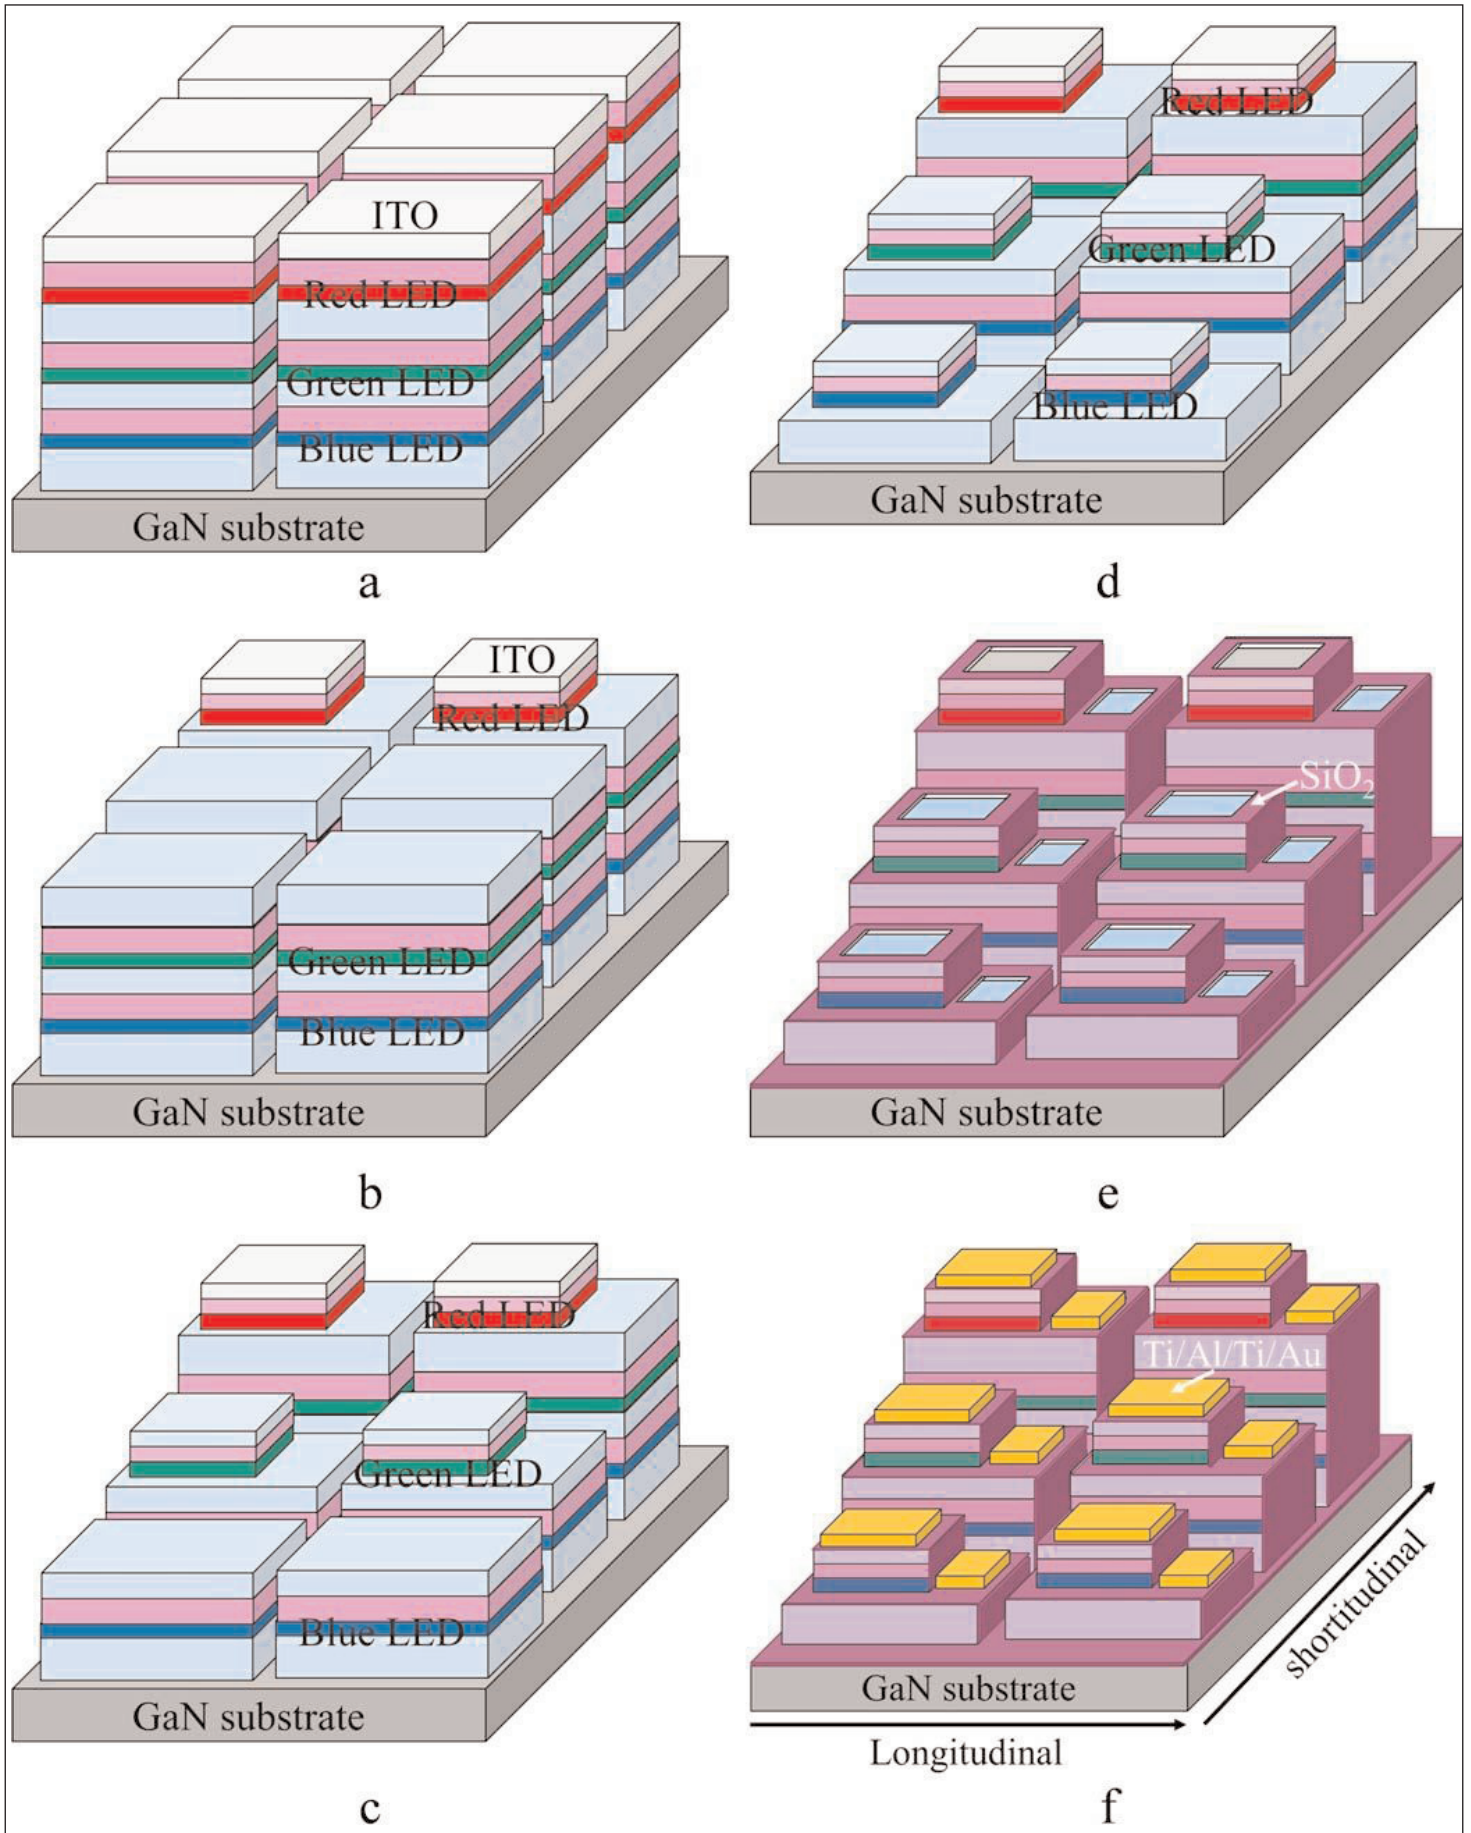 ITO
Red LED
Green LED
Blue LED
GaN substrate
a
ITO
Red LED
Green LED
Blue LED
GaN substrate
b
Red LED
Green LED
Blue LED
GaN substrate
c
Red LED
Green LED
Blue LED
GaN substrate
d
SiO₂
GaN substrate
e
Ti/Al/Ti/Au
GaN substrate
shortitudinal
Longitudinal
f